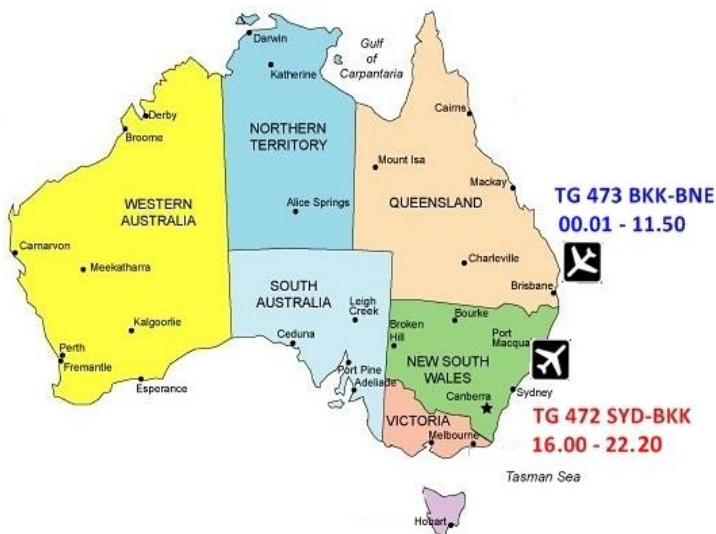 Darwin
Gulf
of
Carpantaria
Katherine
Cairns
Derby
Broome
NORTHERN
TERRITORY
Mount Isa
WESTERN
AUSTRALIA
Alice Springs
QUEENSLAND
Mackay
TG 473 BKK-BNE
00.01 - 11.50
Carnarvon
Meekatharra
Charleville
Brisbane
SOUTH
AUSTRALIA
Leigh
Creek
Ceduna
Kalgoorlie
Perth
Fremantle
Esperance
Broken
Hill
Bourke
Port
Macqua
NEW SOUTH
WALES
Port Pine
Adeliade
Canberra
Sydney
VICTORIA
Melbourne
TG 472 SYD-BKK
16.00 - 22.20
Tasman Sea
Hobart